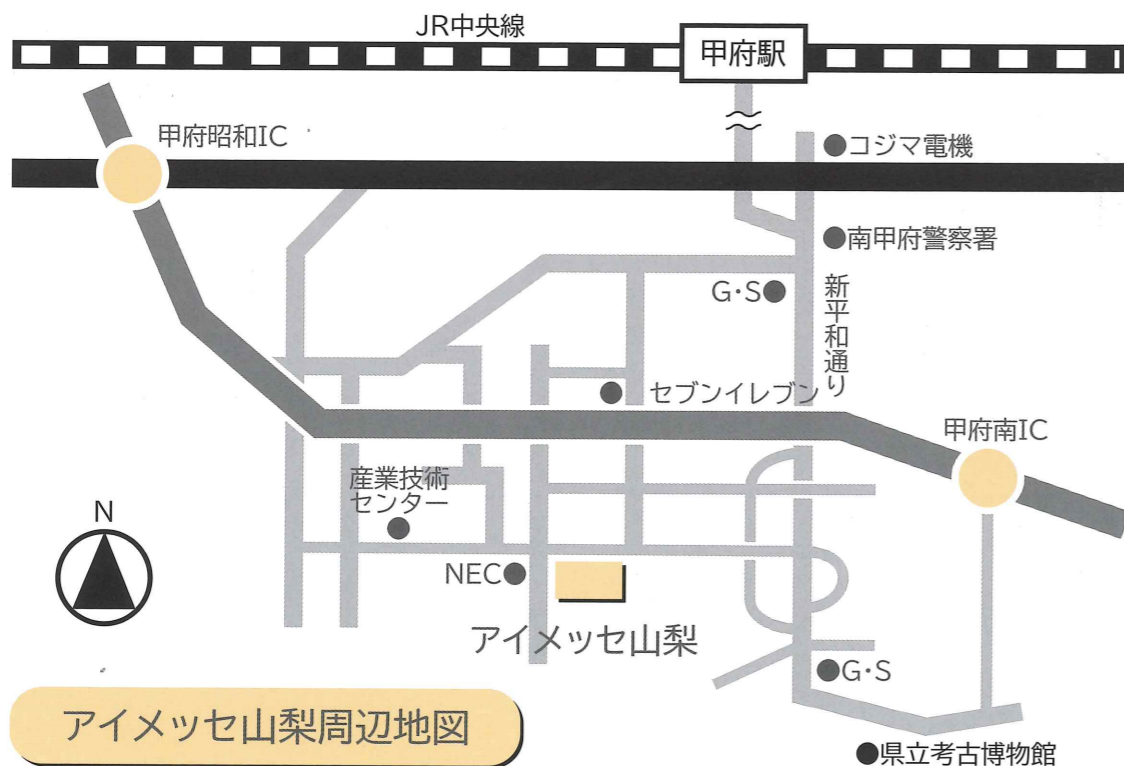 JR中央線
甲府駅
甲府昭和IC
コジマ電機
南甲府警察署
G・S
新平和通り
セブンイレブン
甲府南IC
産業技術
センター
N
NEC
アイメッセ山梨
G・S
アイメッセ山梨周辺地図
県立考古博物館